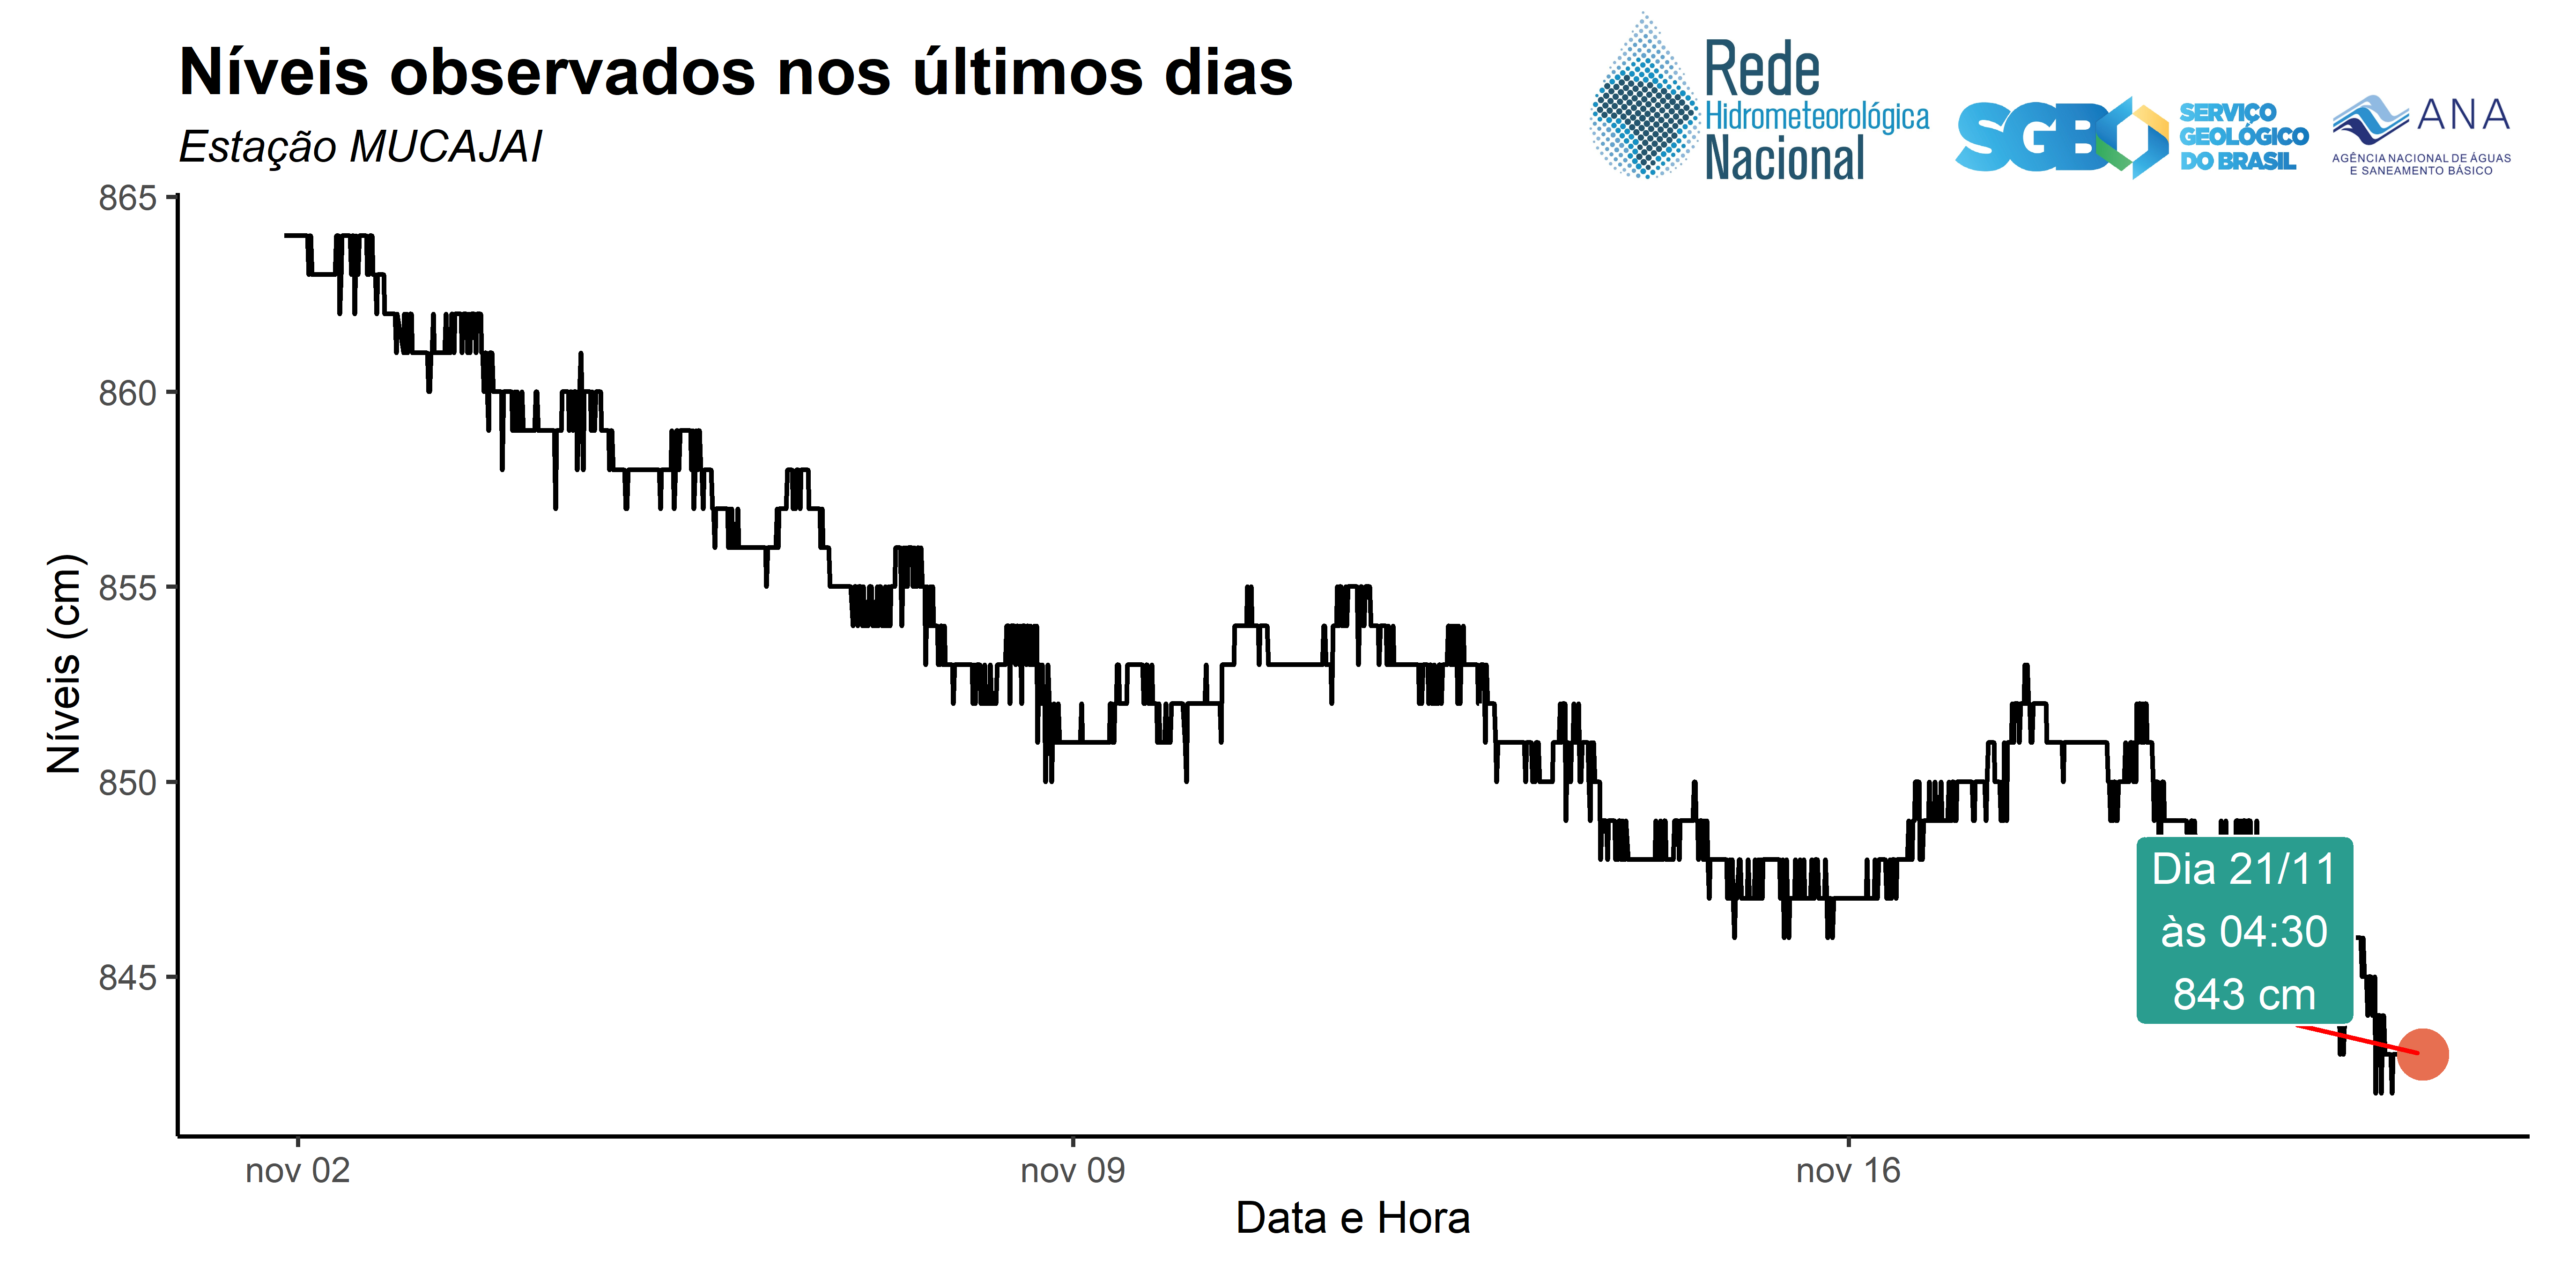 Níveis observados nos últimos dias
Estação MUCAJAI
Rede
Hidrometeorológica
Nacional
SGB
SERVIÇO
GEOLÓGICO
DO BRASIL
ANA
AGÊNCIA NACIONAL DE ÁGUAS
E SANEAMENTO BÁSICO
Níveis (cm)
865
860
855
850
845
Dia 21/11
às 04:30
843 cm
nov 02
nov 09
nov 16
Data e Hora